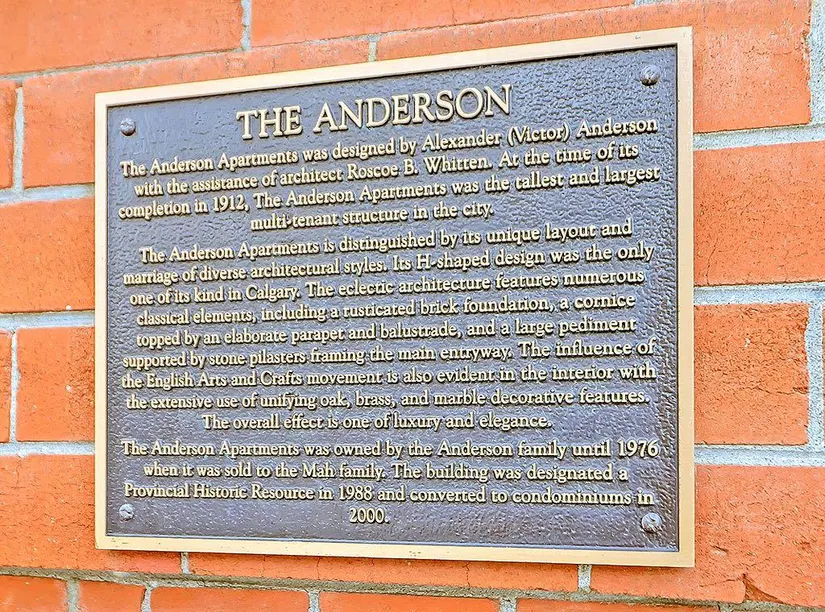 THE ANDERSON
The Anderson Apartments was designed by Alexander (Victor) Anderson
with the assistance of architect Roscoe B. Whitten. At the time of its
completion in 1912, The Anderson Apartments was the tallest and largest
multi-tenant structure in the city.
The Anderson Apartments is distinguished by its unique layout and
marriage of diverse architectural styles. Its H-shaped design was the only
one of its kind in Calgary. The eclectic architecture features numerous
classical elements, including a rusticated brick foundation, a cornice
topped by an elaborate parapet and balustrade, and a large pediment
supported by stone pilasters framing the main entryway. The influence of
the English Arts and Crafts movement is also evident in the interior with
the extensive use of unifying oak, brass, and marble decorative features.
The overall effect is one of luxury and elegance.
The Anderson Apartments was owned by the Anderson family until 1976
when it was sold to the Mah family. The building was designated a
Provincial Historic Resource in 1988 and converted to condominiums in
2000.